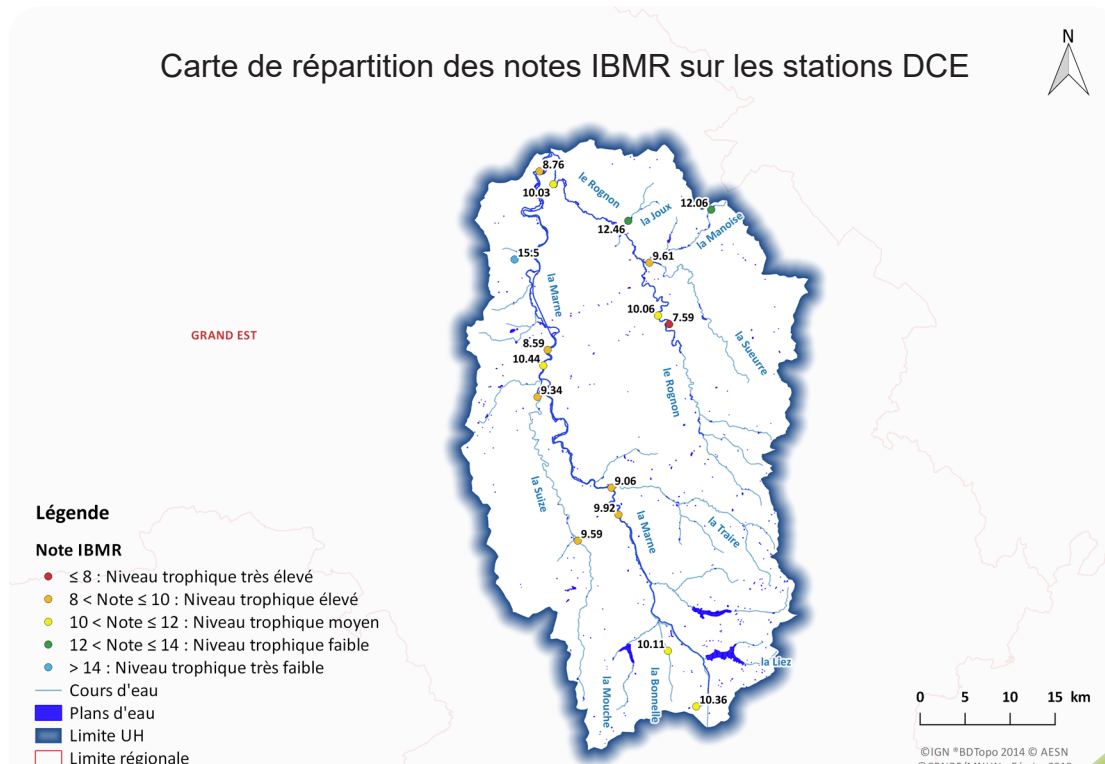 Carte de répartition des notes IBMR sur les stations DCE
N
8.76
10.03
le Rognon
la Joux
12.06
12.46
la Manoise
15:5
9.61
la Marne
10.06
7.59
GRAND EST
8.59
10.44
la Sueurre
9.34
le Rognon
9.06
la Suize
9.92
la Marne
la Traire
9.59
10.11
la Liez
la Mouche
la Bonnelle
10.36
Légende
Note IBMR
≤ 8 : Niveau trophique très élevé
8 < Note ≤ 10 : Niveau trophique élevé
10 < Note ≤ 12 : Niveau trophique moyen
12 < Note ≤ 14 : Niveau trophique faible
> 14 : Niveau trophique très faible
Cours d'eau
Plans d'eau
Limite UH
Limite régionale
0 5 10 15 km
©IGN ®BDTopo 2014 © AESN